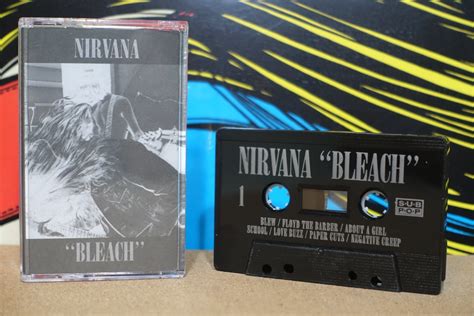 NIRVANA
"BLEACH"
NIRVANA "BLEACH"
1
SUB
POP
BLEW / FLOYD THE BARBER / ABOUT A GIRL
SCHOOL / LOVE BUZZ / PAPER CUTS / NEGATIVE CREEP